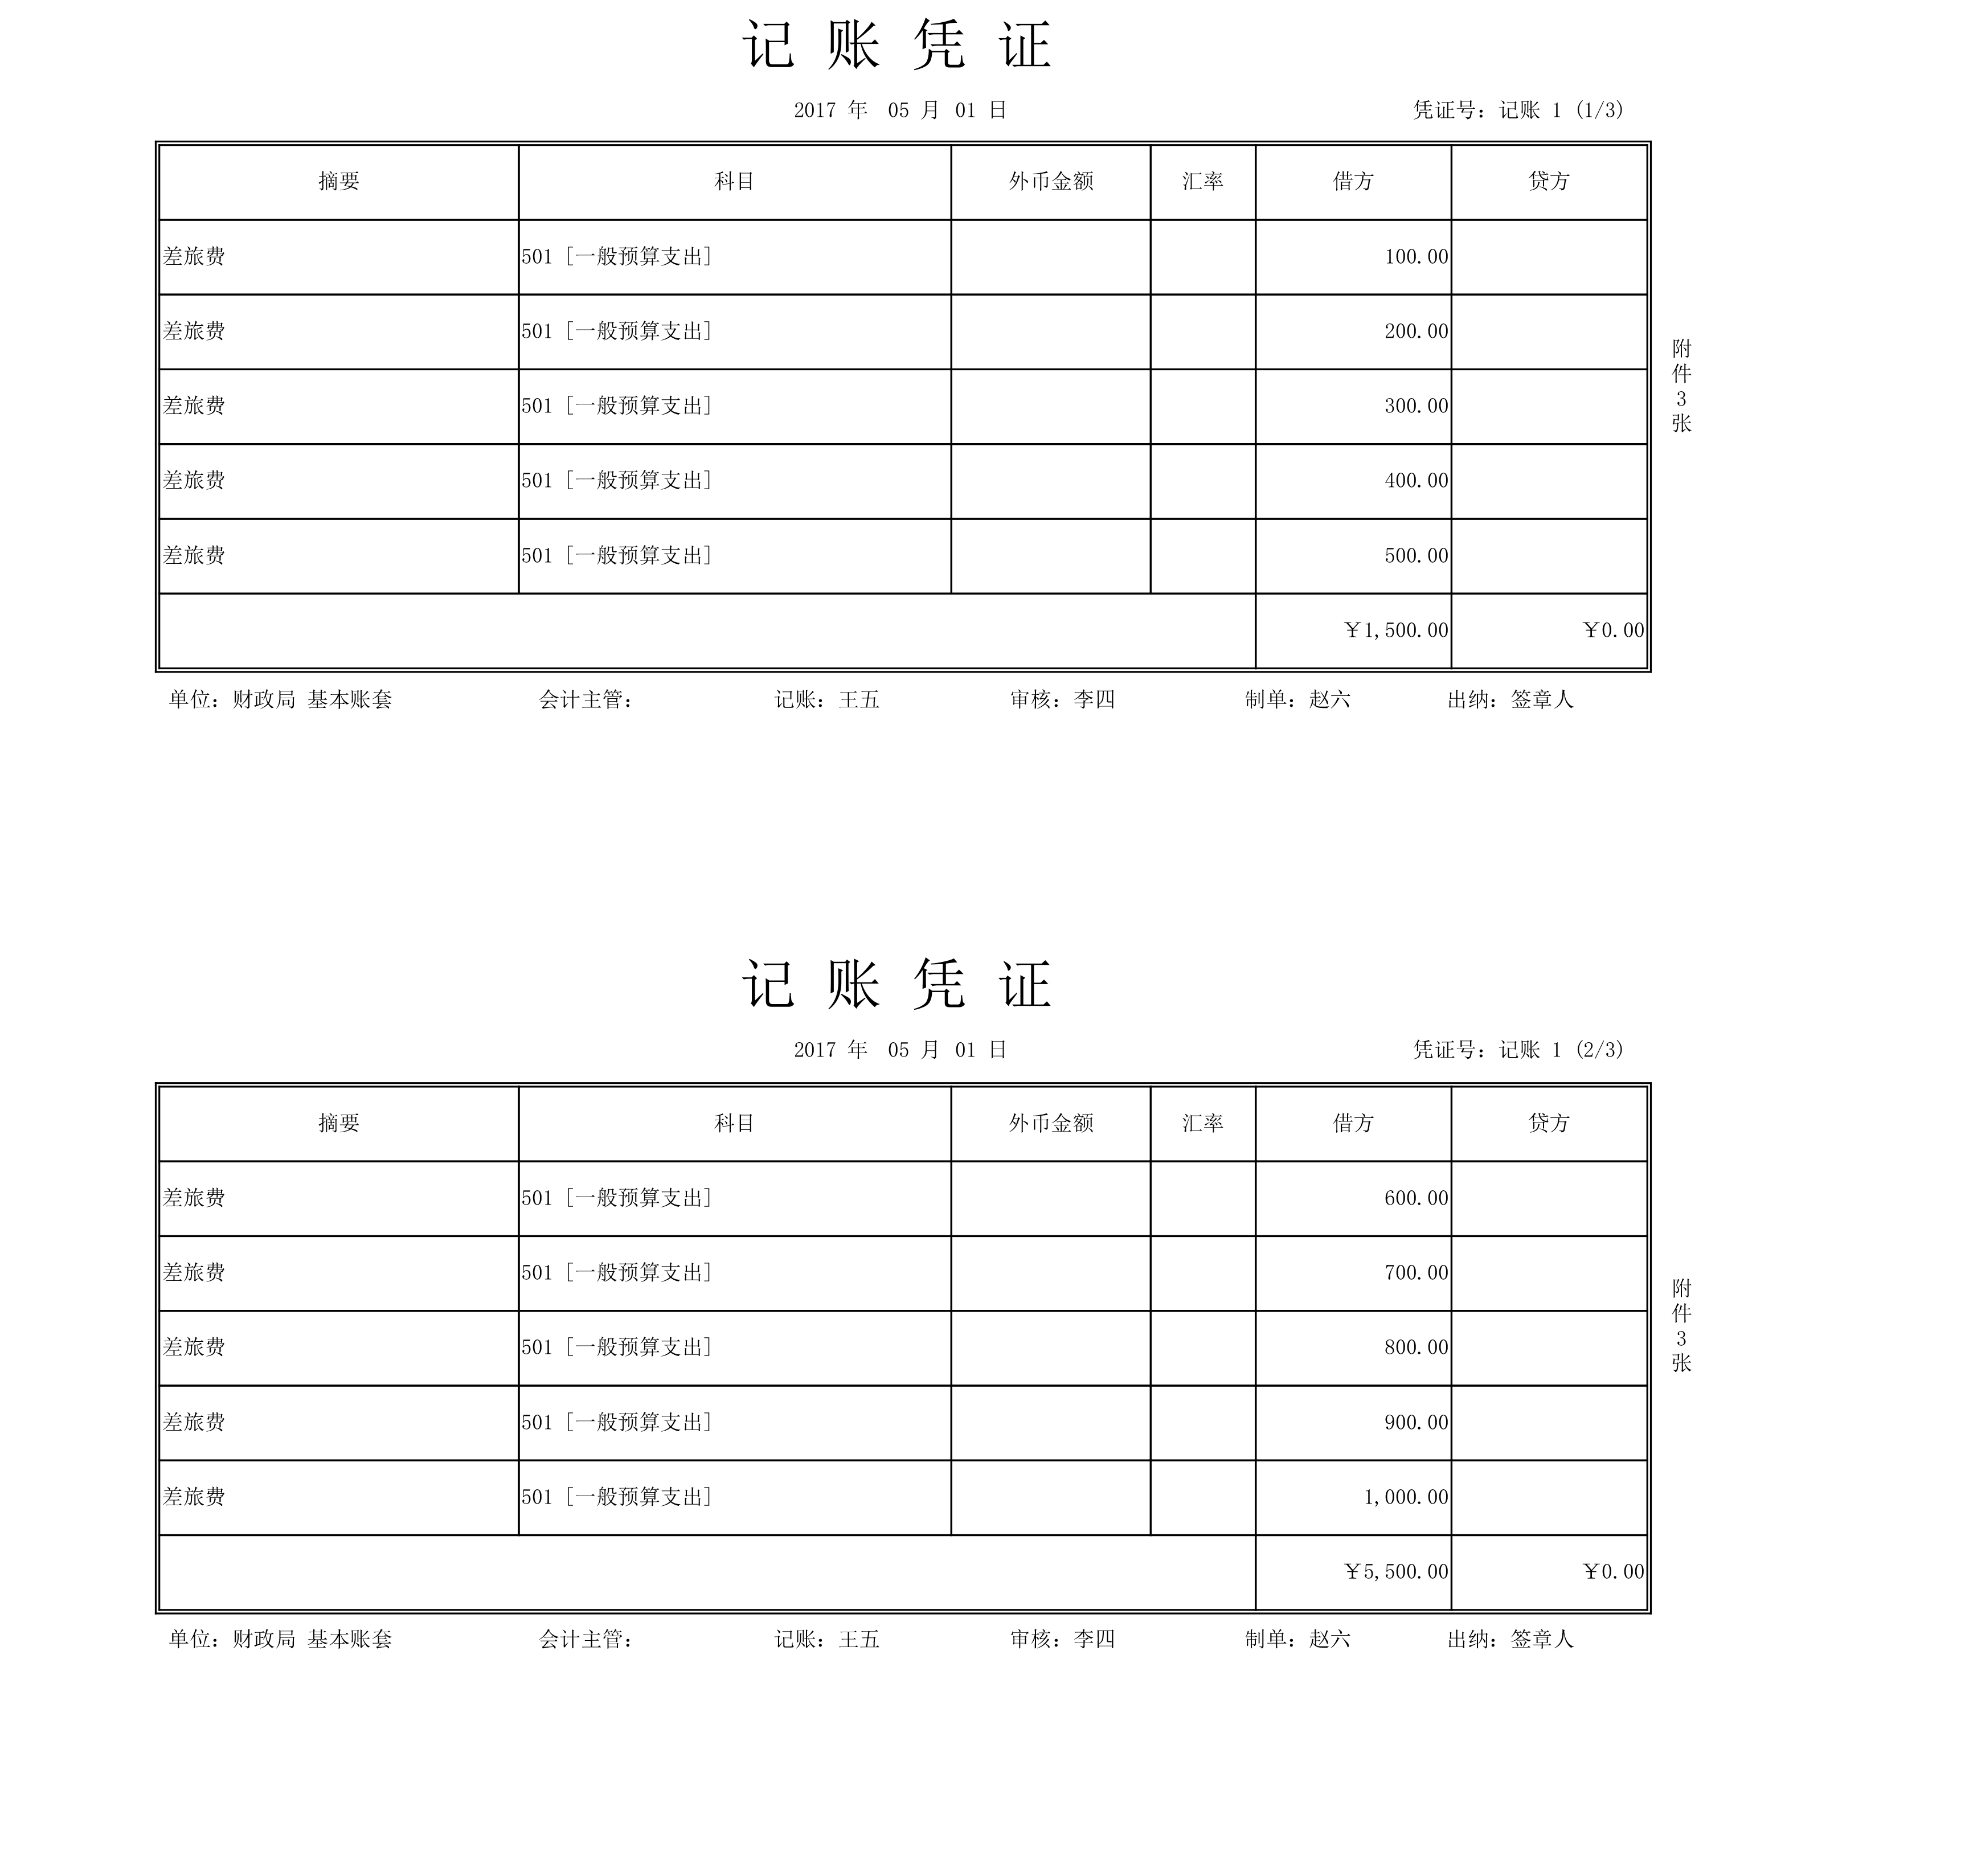 记 账 凭 证
2017 年 05 月 01 日 凭证号：记账 1 (1/3)
摘要 科目 外币金额 汇率 借方 贷方
差旅费 501 [一般预算支出] 100.00
差旅费 501 [一般预算支出] 200.00
差旅费 501 [一般预算支出] 300.00
差旅费 501 [一般预算支出] 400.00
差旅费 501 [一般预算支出] 500.00
￥1,500.00 ￥0.00
附
件
3
张
单位：财政局 基本账套 会计主管： 记账：王五 审核：李四 制单：赵六 出纳：签章人
记 账 凭 证
2017 年 05 月 01 日 凭证号：记账 1 (2/3)
摘要 科目 外币金额 汇率 借方 贷方
差旅费 501 [一般预算支出] 600.00
差旅费 501 [一般预算支出] 700.00
差旅费 501 [一般预算支出] 800.00
差旅费 501 [一般预算支出] 900.00
差旅费 501 [一般预算支出] 1,000.00
￥5,500.00 ￥0.00
附
件
3
张
单位：财政局 基本账套 会计主管： 记账：王五 审核：李四 制单：赵六 出纳：签章人